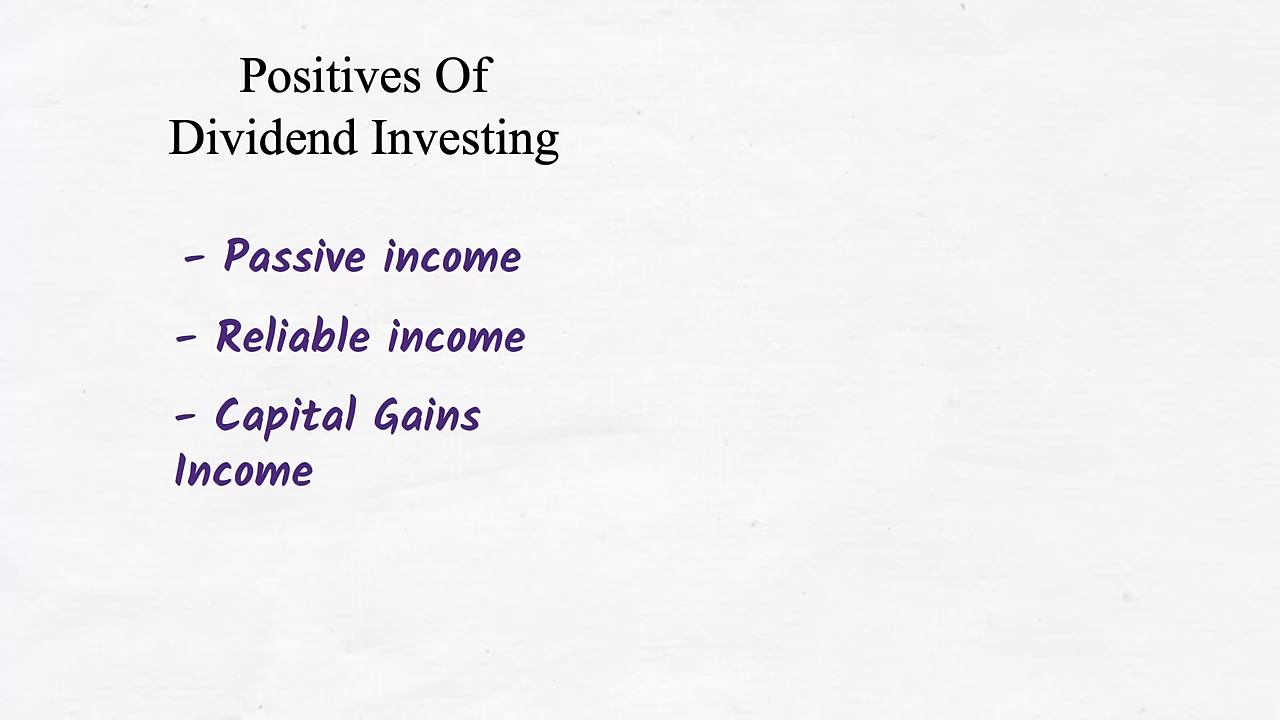 Positives Of
Dividend Investing
- Passive income
- Reliable income
- Capital Gains
Income